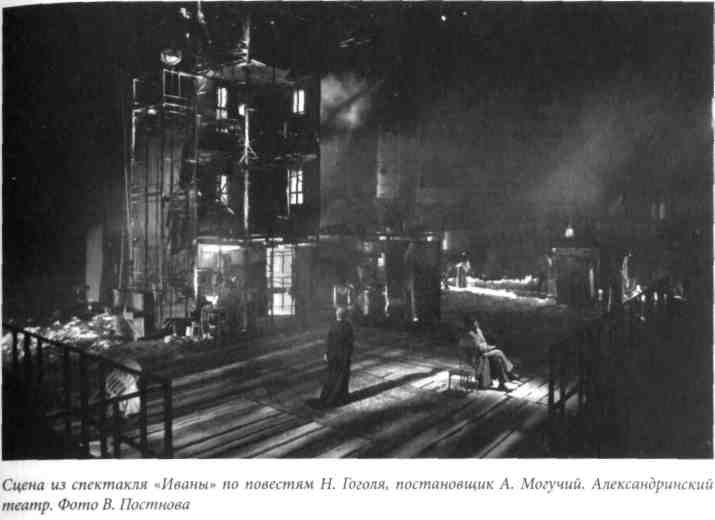 Сцена из спектакля «Иваны» по повестям Н. Гоголя, постановщик А. Могучий. Александринский
театр. Фото В. Постнова